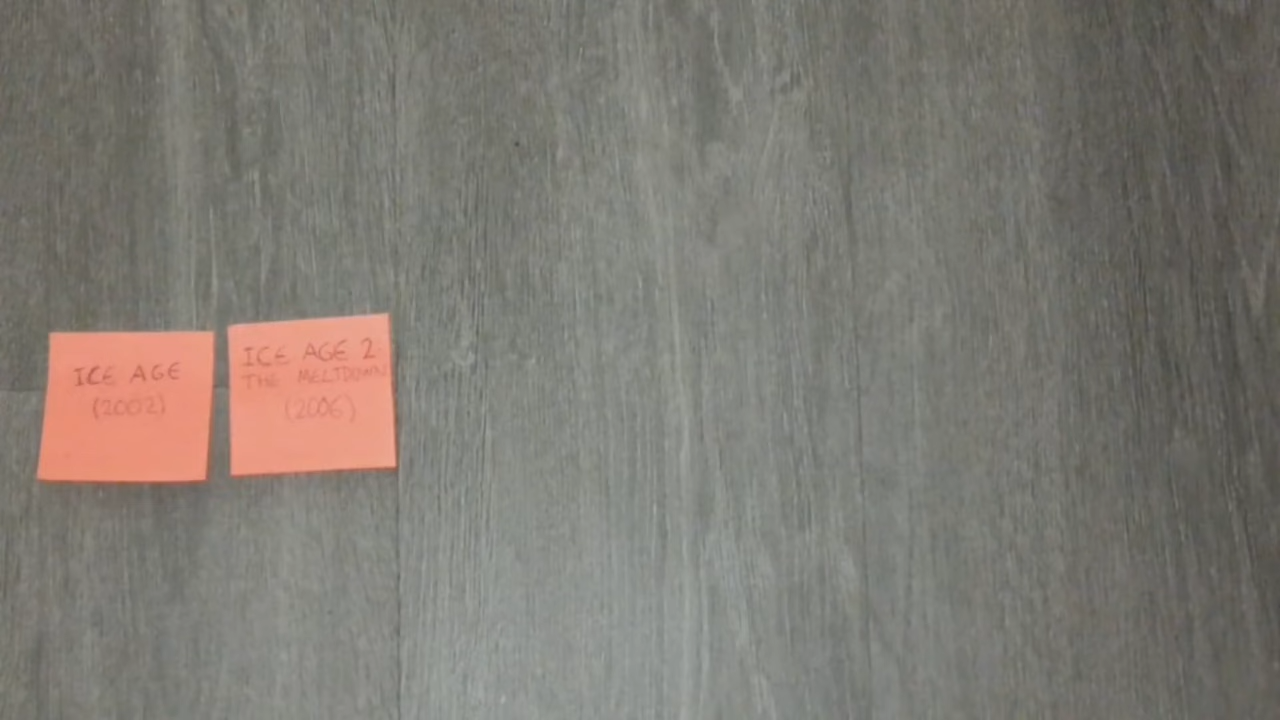 ICE AGE
(2002)
ICE AGE 2
THE MELTDOWN
(2006)